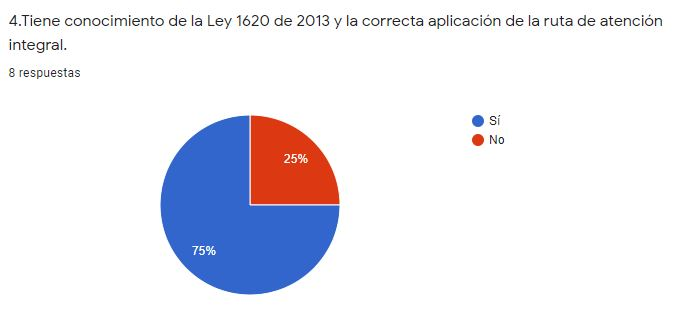 4.Tiene conocimiento de la Ley 1620 de 2013 y la correcta aplicación de la ruta de atención
integral.
8 respuestas
Sí
No
25%
75%